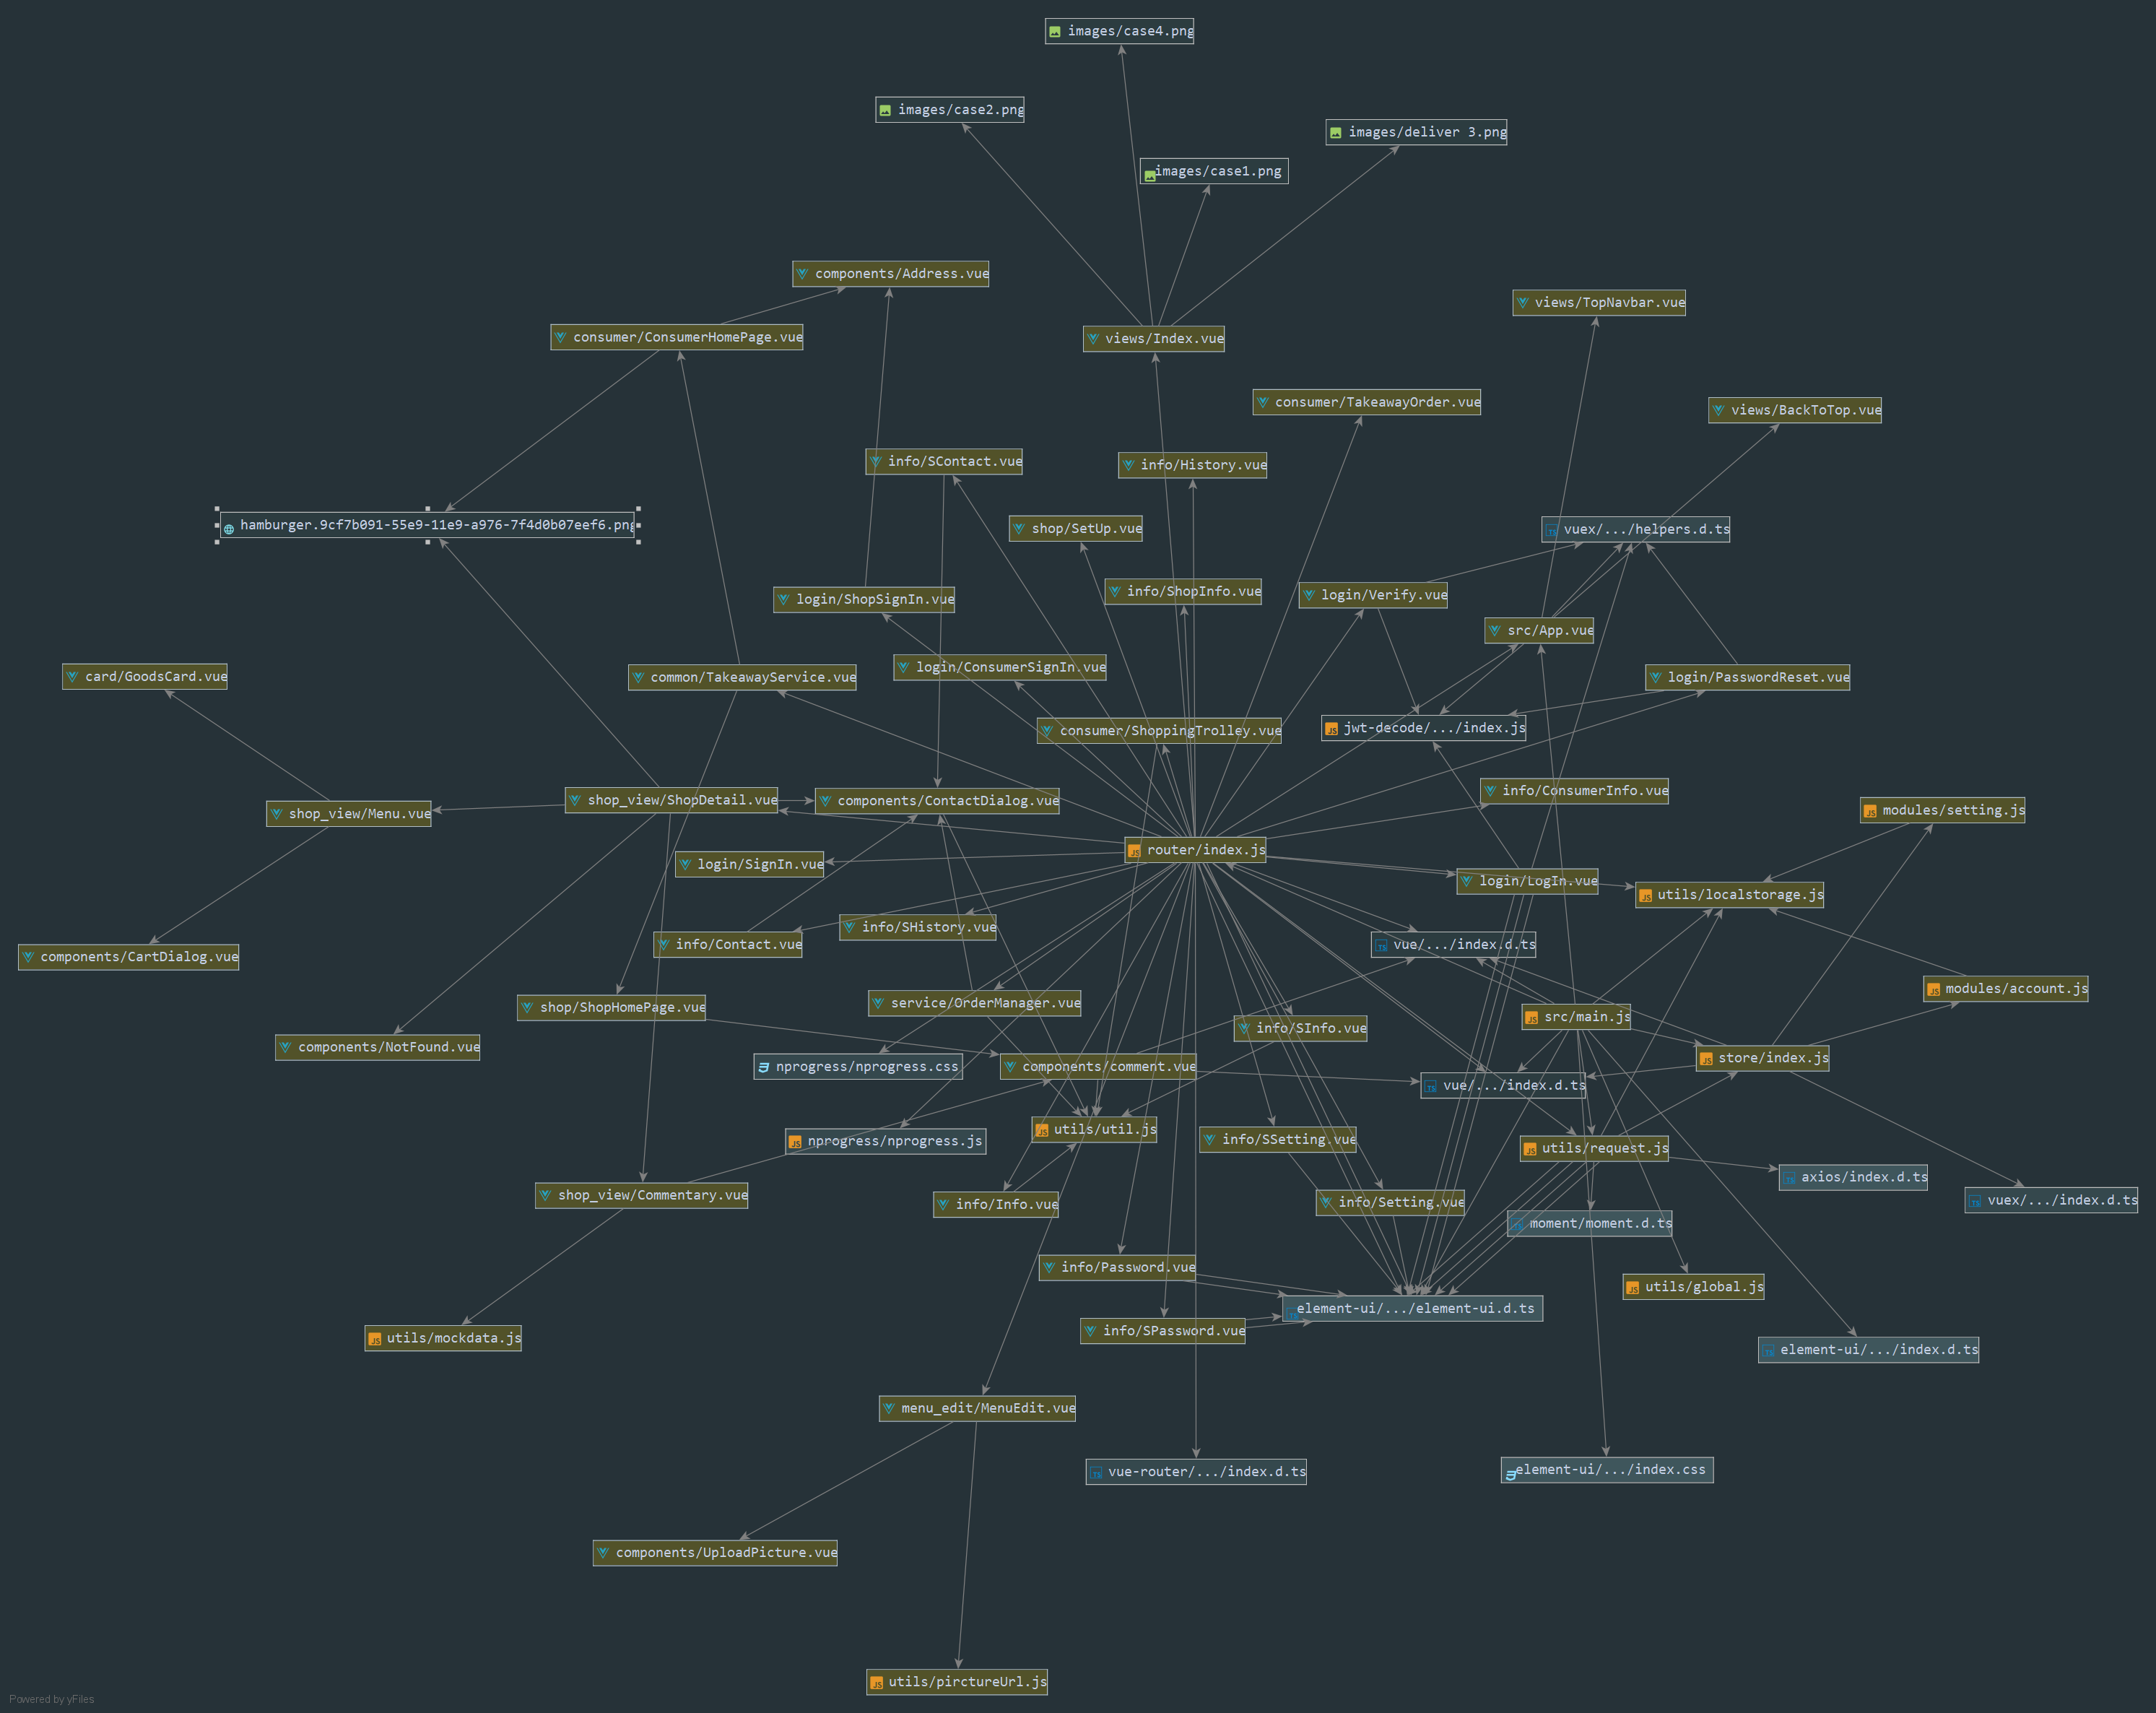 images/case4.png
images/case2.png
images/deliver 3.png
images/case1.png
components/Address.vue
views/TopNavbar.vue
consumer/ConsumerHomePage.vue
views/Index.vue
consumer/TakeawayOrder.vue
views/BackToTop.vue
info/SContact.vue
info/History.vue
hamburger.9cf7b091-55e9-11e9-a976-7f4d0b07eef6.png
shop/SetUp.vue
vuex/.../helpers.d.ts
login/ShopSignIn.vue
info/ShopInfo.vue
login/Verify.vue
src/App.vue
card/GoodsCard.vue
common/TakeawayService.vue
login/ConsumerSignIn.vue
login/PasswordReset.vue
consumer/ShoppingTrolley.vue
jwt-decode/.../index.js
info/ConsumerInfo.vue
shop_view/Menu.vue
shop_view/ShopDetail.vue
components/ContactDialog.vue
modules/setting.js
router/index.js
login/SignIn.vue
login/LogIn.vue
utils/localstorage.js
info/SHistory.vue
info/Contact.vue
vue/.../index.d.ts
components/CartDialog.vue
service/OrderManager.vue
modules/account.js
shop/ShopHomePage.vue
info/SInfo.vue
src/main.js
components/NotFound.vue
nprogress/nprogress.css
components/comment.vue
store/index.js
vue/.../index.d.ts
utils/util.js
nprogress/nprogress.js
info/SSetting.vue
utils/request.js
axios/index.d.ts
shop_view/Commentary.vue
info/Info.vue
info/Setting.vue
vuex/.../index.d.ts
moment/moment.d.ts
info/Password.vue
utils/global.js
element-ui/.../element-ui.d.ts
utils/mockdata.js
info/SPassword.vue
element-ui/.../index.d.ts
menu_edit/MenuEdit.vue
vue-router/.../index.d.ts
element-ui/.../index.css
components/UploadPicture.vue
utils/pirctureUrl.js
Powered by yFiles